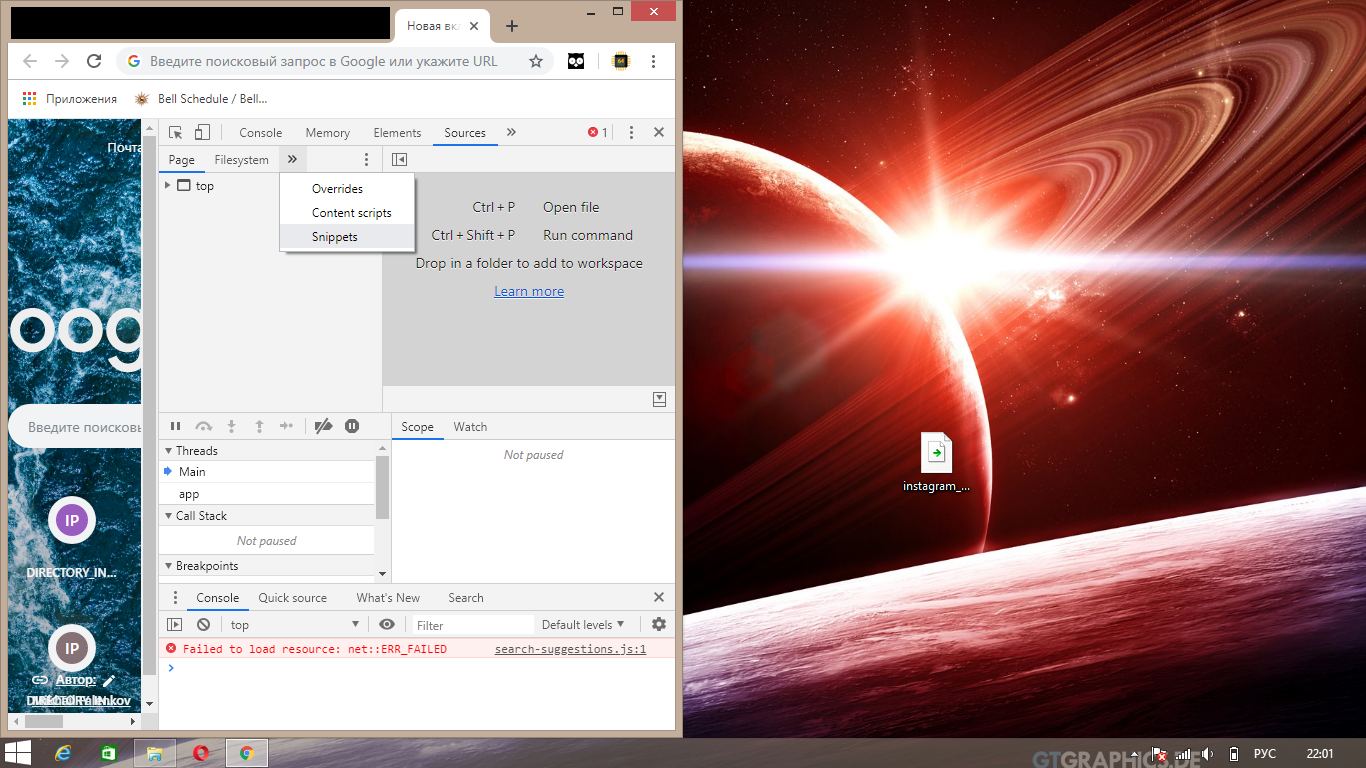 Новая вкл
Введите поисковый запрос в Google или укажите URL
64
Приложения
Bell Schedule / Bell...
Почта
oog
Введите поисковы
IP
DIRECTORY_IN...
IP
Автор:
Console Memory Elements Sources
1
Page Filesystem
top
Overrides
Content scripts
Snippets
Ctrl + P Open file
Ctrl + Shift + P Run command
Drop in a folder to add to workspace
Learn more
Threads
Main
app
Call Stack
Not paused
Breakpoints
Scope Watch
Not paused
Console Quick source What's New Search
top Filter Default levels
Failed to load resource: net::ERR_FAILED search-suggestions.js:1
instagram_...
GTGRAPHICS.DE
РУС 22:01